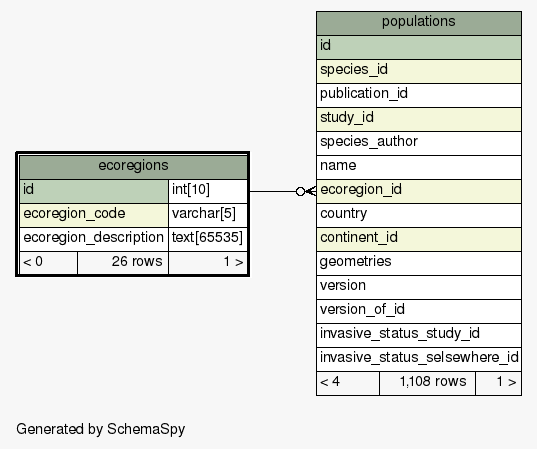 populations
id
species_id
publication_id
study_id
species_author
name
ecoregion_id
country
continent_id
geometries
version
version_of_id
invasive_status_study_id
invasive_status_selsewhere_id
< 4 1,108 rows 1 >
ecoregions
id int[10]
ecoregion_code varchar[5]
ecoregion_description text[65535]
< 0 26 rows 1 >
Generated by SchemaSpy